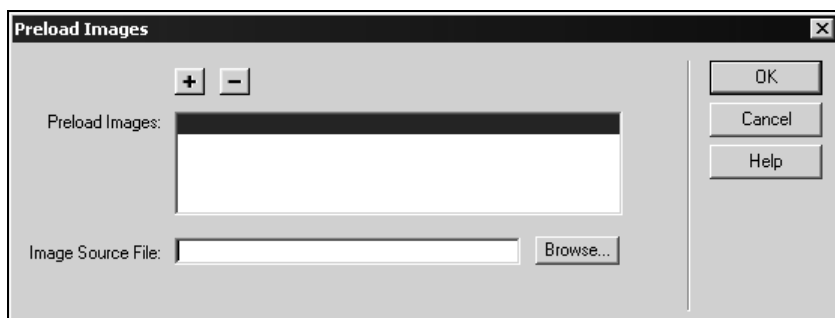 Preload Images
+ −
OK
Preload Images:
Cancel
Help
Image Source File:
Browse...